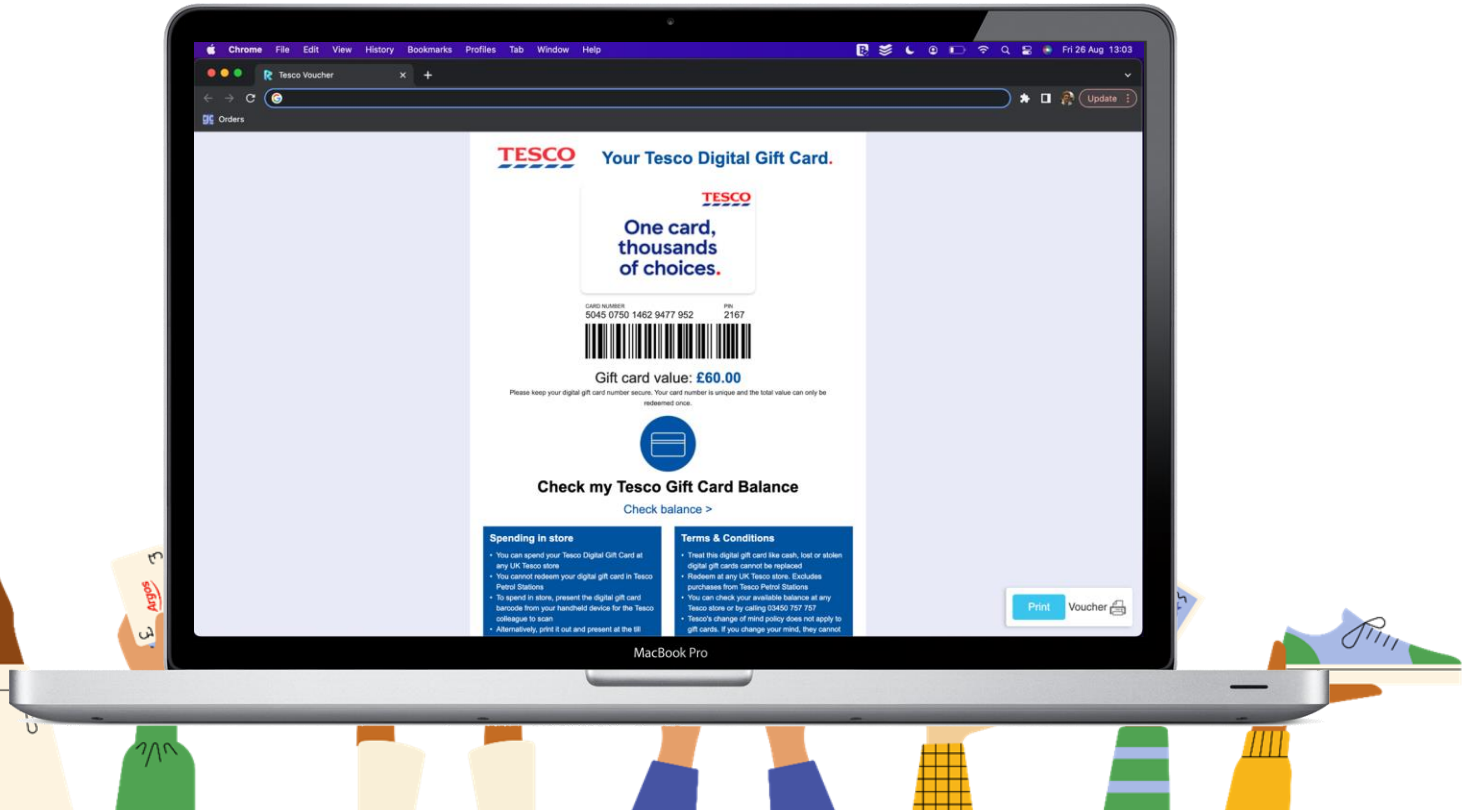 Chrome File Edit View History Bookmarks Profiles Tab Window Help Fri 26 Aug 13:03
Tesco Voucher
Update
Orders
TESCO Your Tesco Digital Gift Card.
TESCO
One card,
thousands
of choices.
CARD NUMBER PIN
5045 0750 1462 9477 952 2167
Gift card value: £60.00
Please keep your digital gift card number secure. Your card number is unique and the total value can only be
redeemed once.
Check my Tesco Gift Card Balance
Check balance >
Spending in store
• You can spend your Tesco Digital Gift Card at
any UK Tesco store
• You cannot redeem your digital gift card in Tesco
Petrol Stations
• To spend in store, present the digital gift card
barcode from your handheld device for the Tesco
colleague to scan
• Alternatively, print it out and present at the till
Terms & Conditions
• Treat this digital gift card like cash, lost or stolen
digital gift cards cannot be replaced
• Redeem at any UK Tesco store. Excludes
purchases from Tesco Petrol Stations
• You can check your available balance at any
Tesco store or by calling 03450 757 757
• Tesco's change of mind policy does not apply to
gift cards. If you change your mind, they cannot
Print Voucher
MacBook Pro
£
Argos
£